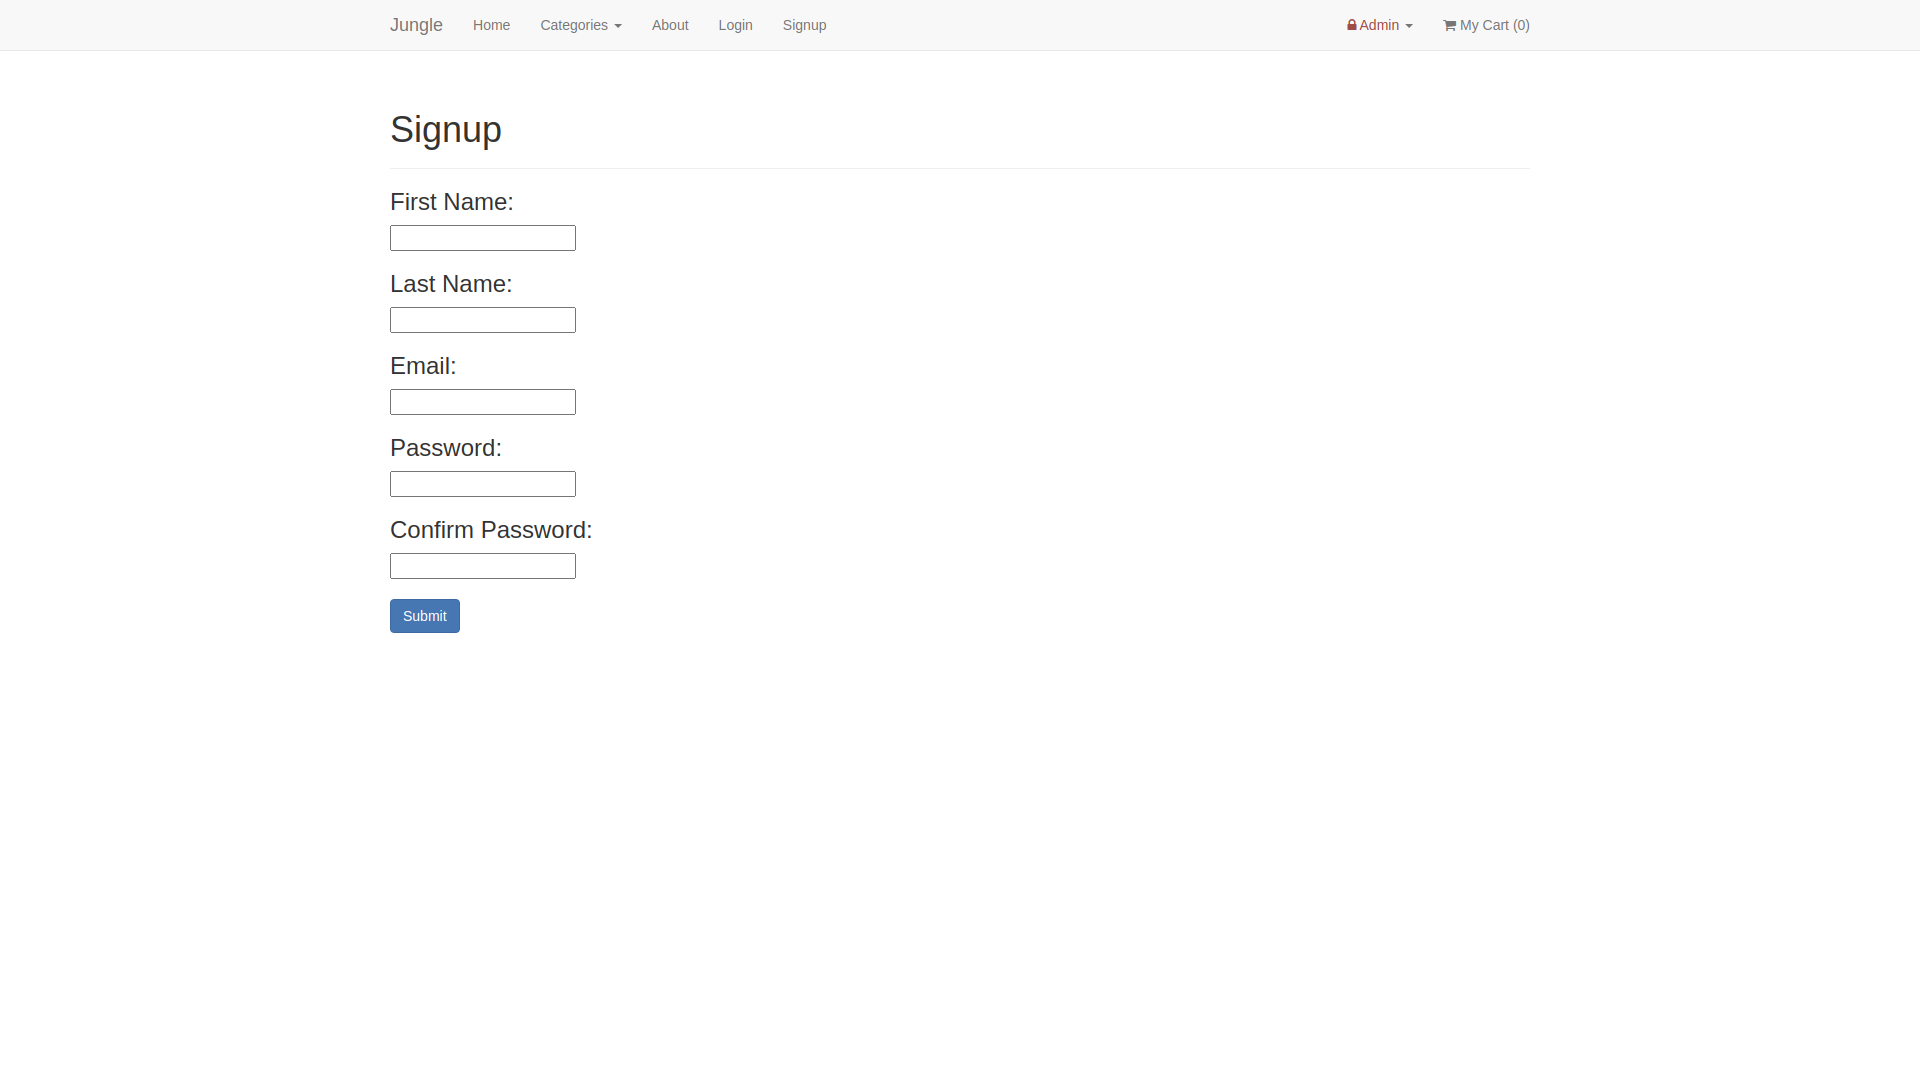 Jungle Home Categories About Login Signup Admin My Cart (0)
Signup
First Name:
Last Name:
Email:
Password:
Confirm Password:
Submit